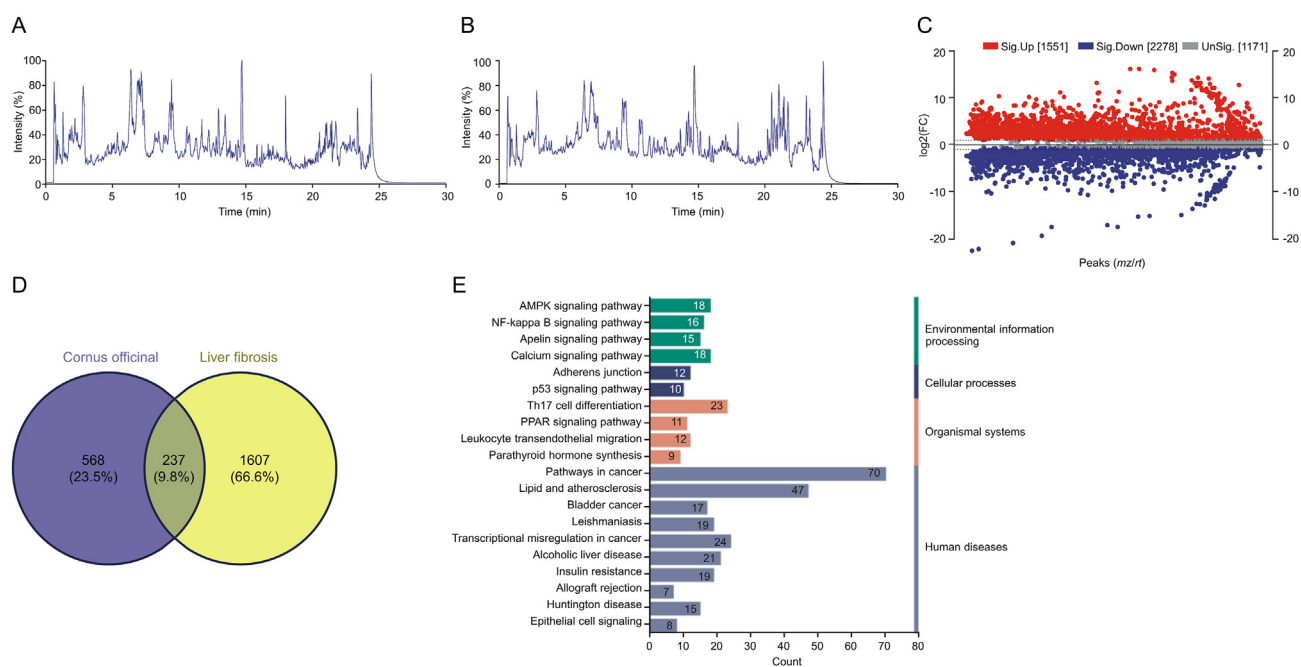 A
B
C
Sig.Up [1551] Sig.Down [2278] UnSig. [1171]
Intensity (%)
100
80
60
40
20
0
0 5 10 15 20 25 30
Time (min)
Intensity (%)
100
80
60
40
20
0
0 5 10 15 20 25 30
Time (min)
log2(FC)
20 20
10 10
0 0
-10 -10
-20 -20
Peaks (mz/rt)
D
Cornus officinal Liver fibrosis
568 237 1607
(23.5%) (9.8%) (66.6%)
E
AMPK signaling pathway 18
NF-kappa B signaling pathway 16
Apelin signaling pathway 15
Calcium signaling pathway 18
Adherens junction 12
p53 signaling pathway 10
Th17 cell differentiation 23
PPAR signaling pathway 11
Leukocyte transendothelial migration 12
Parathyroid hormone synthesis 9
Pathways in cancer 70
Lipid and atherosclerosis 47
Bladder cancer 17
Leishmaniasis 19
Transcriptional misregulation in cancer 24
Alcoholic liver disease 21
Insulin resistance 19
Allograft rejection 7
Huntington disease 15
Epithelial cell signaling 8
0 10 20 30 40 50 60 70 80
Count
Environmental information
processing
Cellular processes
Organismal systems
Human diseases